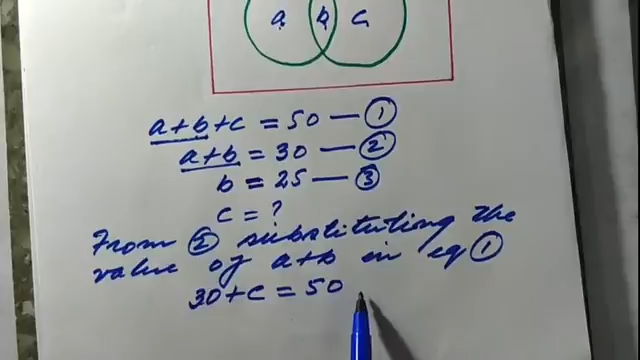 a b c
a+b+c = 50 — ①
a+b = 30 — ②
b = 25 — ③
c = ?
From ② substituting the
value of a+b in eq ①
30+c = 50